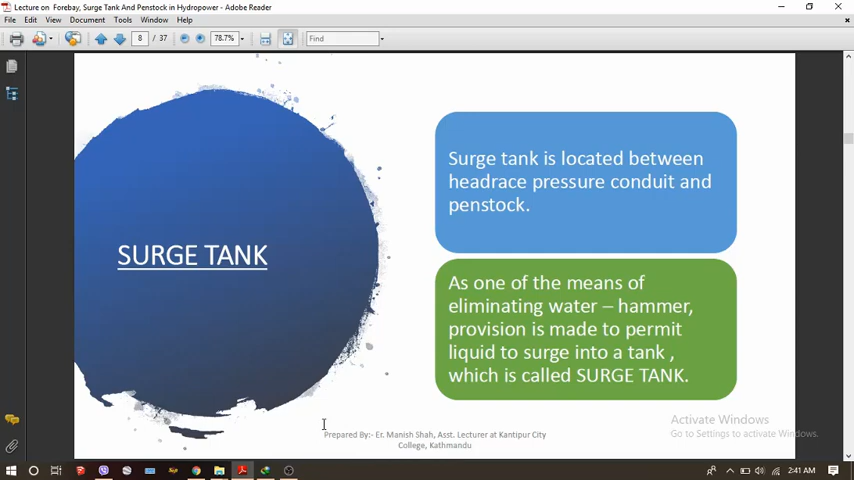 Lecture on Forebay, Surge Tank And Penstock in Hydropower - Adobe Reader
File Edit View Document Tools Window Help
8 / 37 78.7% Find
SURGE TANK
Surge tank is located between
headrace pressure conduit and
penstock.
As one of the means of
eliminating water – hammer,
provision is made to permit
liquid to surge into a tank ,
which is called SURGE TANK.
Prepared By:- Er. Manish Shah, Asst. Lecturer at Kantipur City
College, Kathmandu
Activate Windows
Go to Settings to activate Windows.
2:41 AM